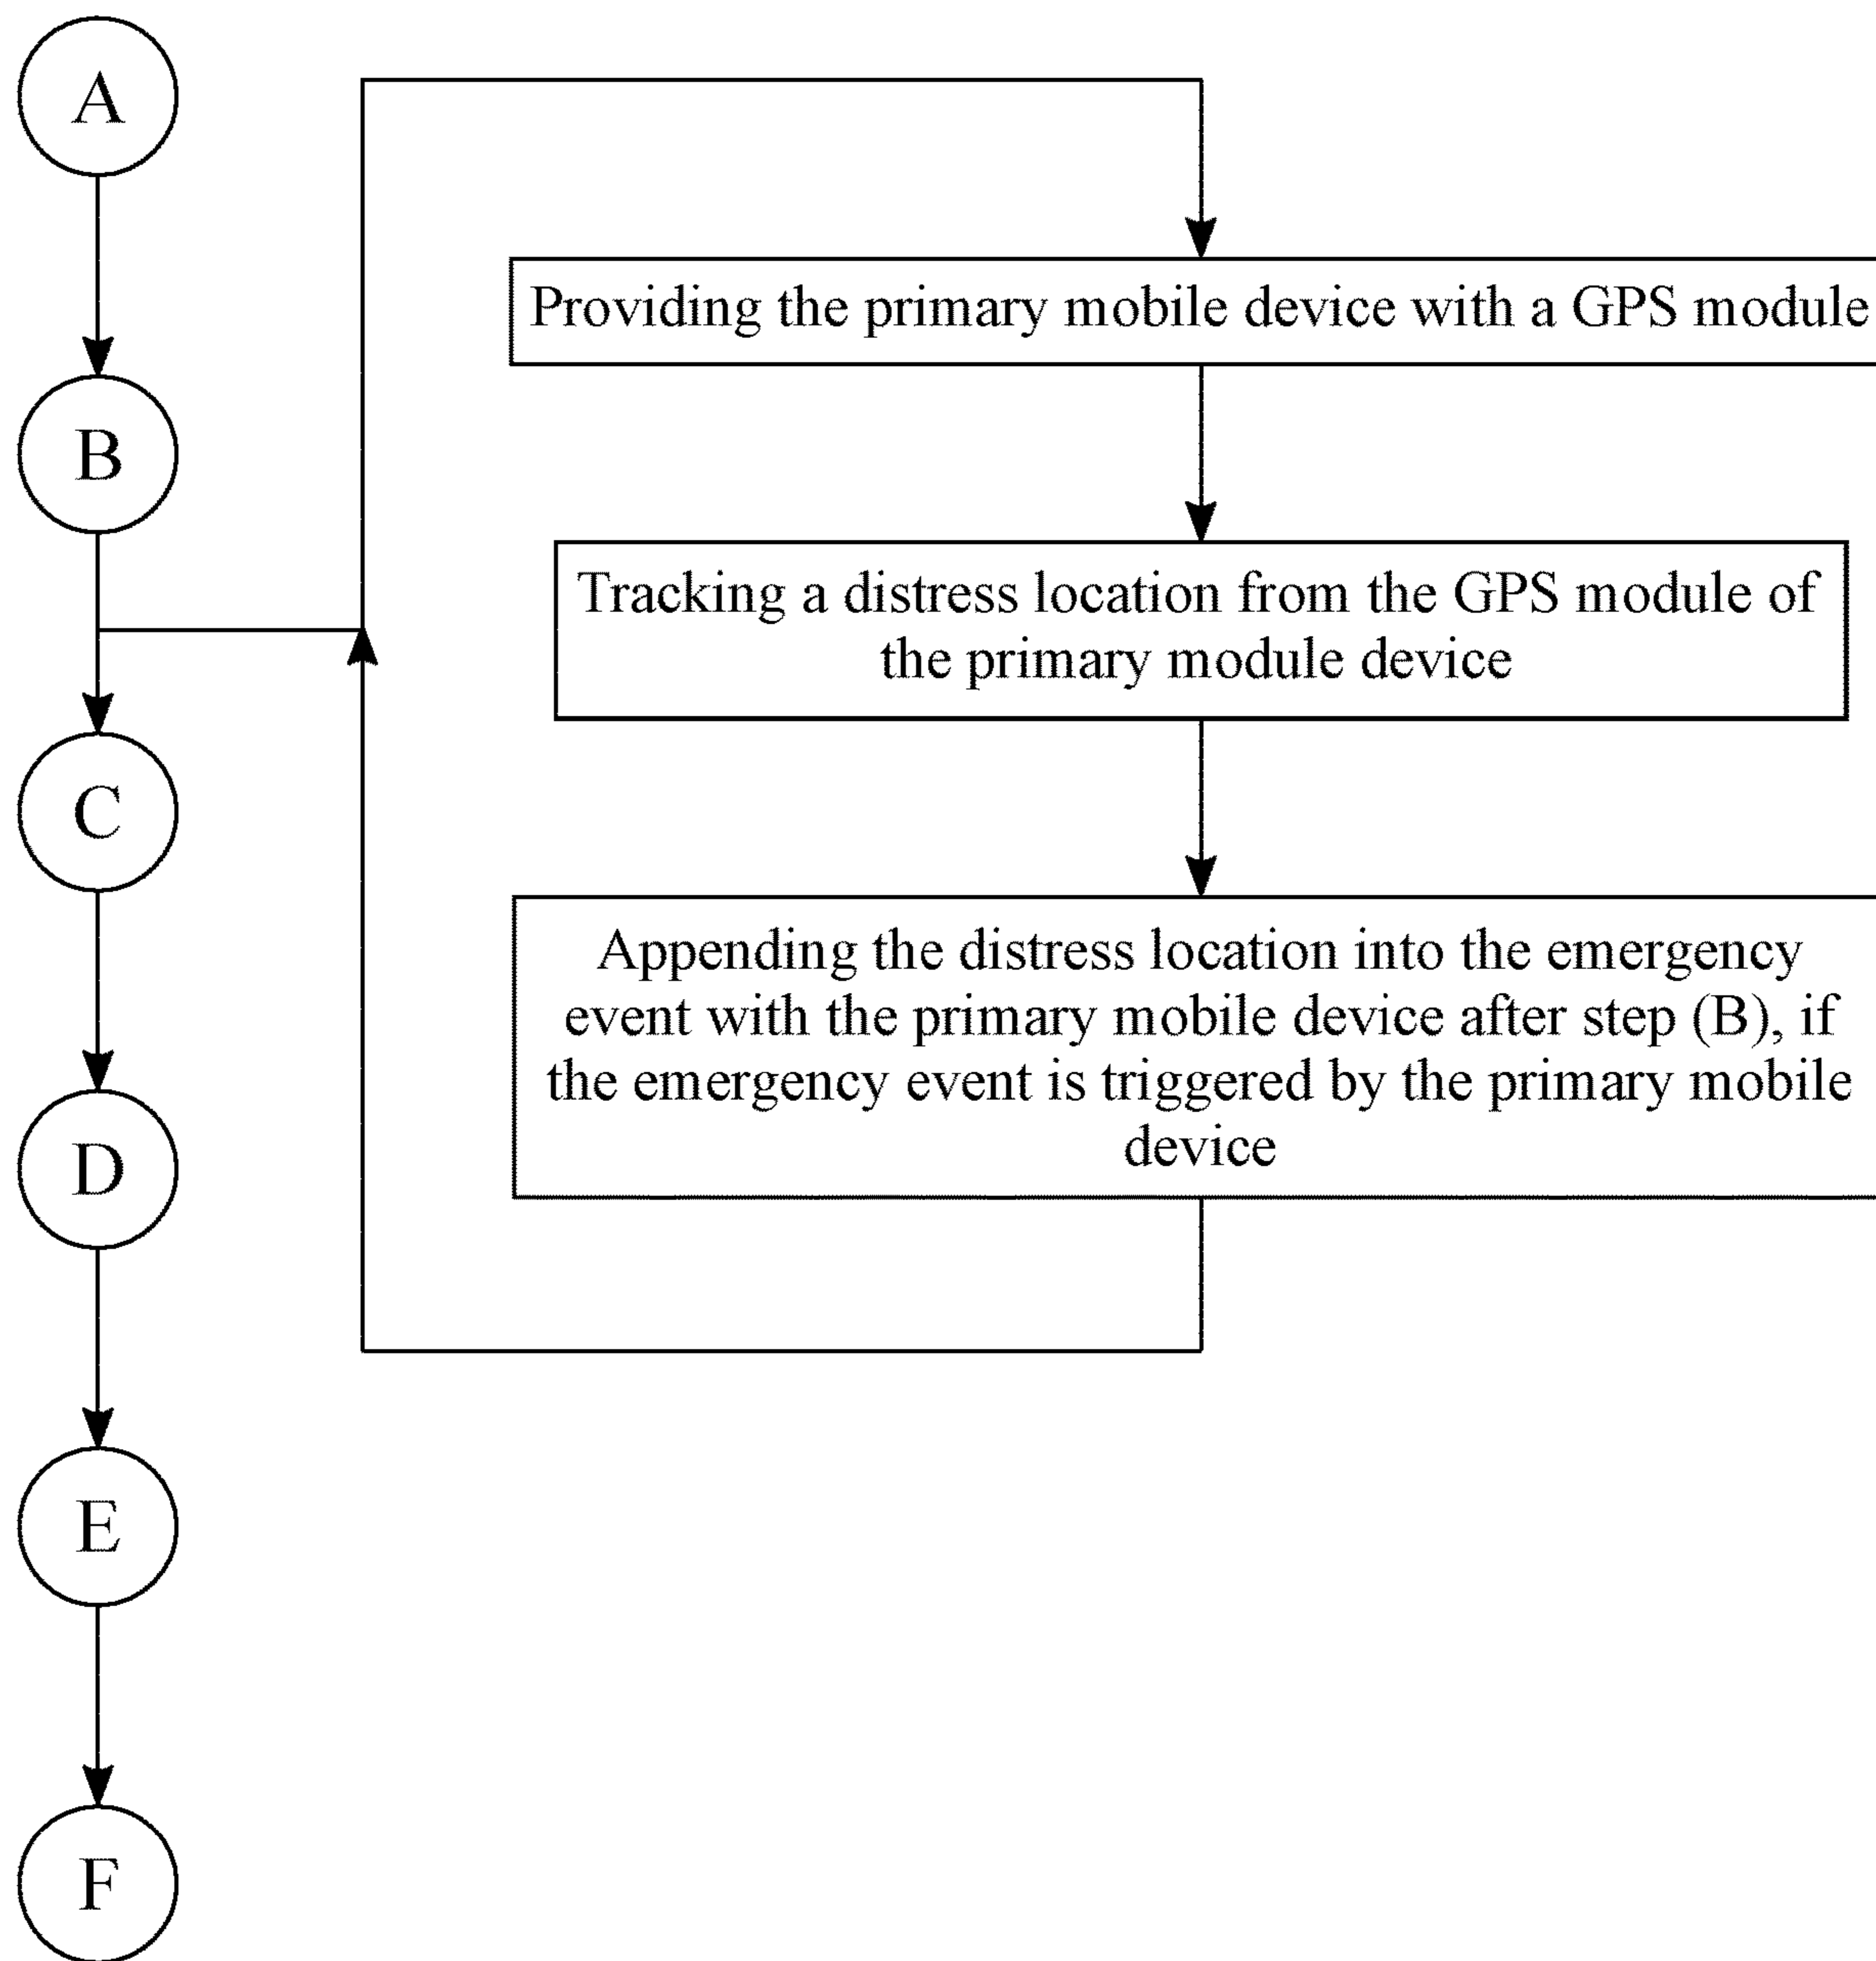 A
B
C
D
E
F
Providing the primary mobile device with a GPS module
Tracking a distress location from the GPS module of
the primary module device
Appending the distress location into the emergency
event with the primary mobile device after step (B), if
the emergency event is triggered by the primary mobile
device